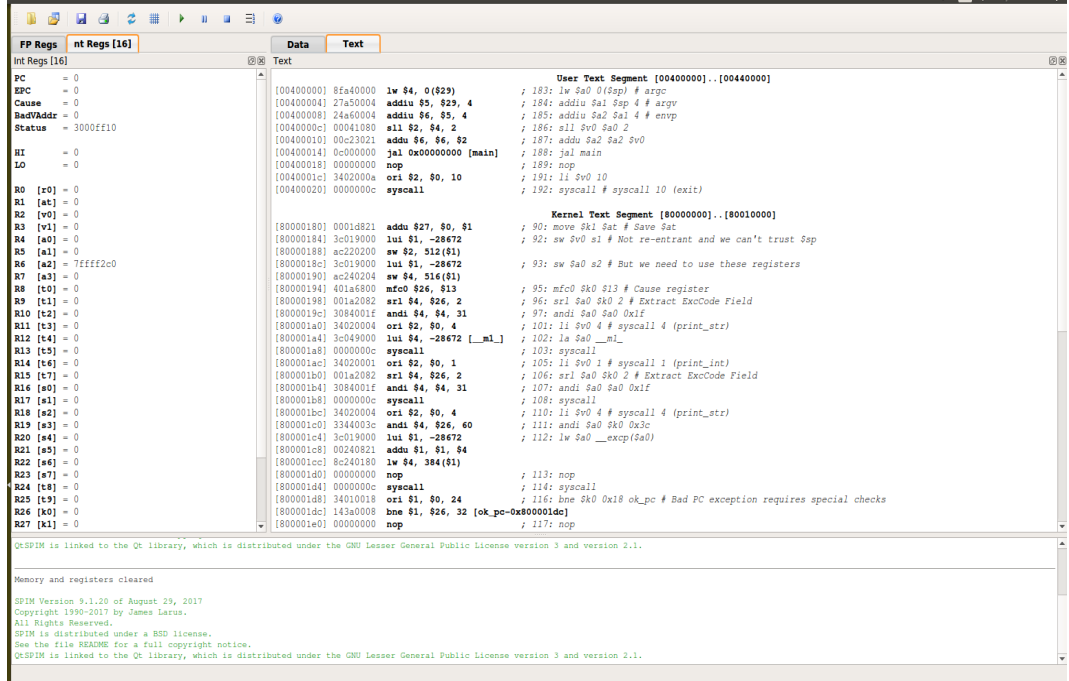 FP Regs nt Regs [16] Data Text
Int Regs [16] Text
PC = 0
EPC = 0
Cause = 0
BadVAddr = 0
Status = 3000ff10
HI = 0
LO = 0
R0 [r0] = 0
R1 [at] = 0
R2 [v0] = 0
R3 [v1] = 0
R4 [a0] = 0
R5 [a1] = 0
R6 [a2] = 7ffff2c0
R7 [a3] = 0
R8 [t0] = 0
R9 [t1] = 0
R10 [t2] = 0
R11 [t3] = 0
R12 [t4] = 0
R13 [t5] = 0
R14 [t6] = 0
R15 [t7] = 0
R16 [s0] = 0
R17 [s1] = 0
R18 [s2] = 0
R19 [s3] = 0
R20 [s4] = 0
R21 [s5] = 0
R22 [s6] = 0
R23 [s7] = 0
R24 [t8] = 0
R25 [t9] = 0
R26 [k0] = 0
R27 [k1] = 0
User Text Segment [00400000]..[00440000]
[00400000] 8fa40000 lw $4, 0($29) ; 183: lw $a0 0($sp) # argc
[00400004] 27a50004 addiu $5, $29, 4 ; 184: addiu $a1 $sp 4 # argv
[00400008] 24a60004 addiu $6, $5, 4 ; 185: addiu $a2 $a1 4 # envp
[0040000c] 00041080 sll $2, $4, 2 ; 186: sll $v0 $a0 2
[00400010] 00c23021 addu $6, $6, $2 ; 187: addu $a2 $a2 $v0
[00400014] 0c000000 jal 0x00000000 [main] ; 188: jal main
[00400018] 00000000 nop ; 189: nop
[0040001c] 3402000a ori $2, $0, 10 ; 191: li $v0 10
[00400020] 0000000c syscall ; 192: syscall # syscall 10 (exit)
Kernel Text Segment [80000000]..[80010000]
[80000180] 0001d821 addu $27, $0, $1 ; 90: move $k1 $at # Save $at
[80000184] 3c019000 lui $1, -28672 ; 92: sw $v0 s1 # Not re-entrant and we can't trust $sp
[80000188] ac220200 sw $2, 512($1)
[8000018c] 3c019000 lui $1, -28672 ; 93: sw $a0 s2 # But we need to use these registers
[80000190] ac240204 sw $4, 516($1)
[80000194] 401a6800 mfc0 $26, $13 ; 95: mfc0 $k0 $13 # Cause register
[80000198] 001a2082 srl $4, $26, 2 ; 96: srl $a0 $k0 2 # Extract ExcCode Field
[8000019c] 3084001f andi $4, $4, 31 ; 97: andi $a0 $a0 0x1f
[800001a0] 34020004 ori $2, $0, 4 ; 101: li $v0 4 # syscall 4 (print_str)
[800001a4] 3c049000 lui $4, -28672 [__m1_] ; 102: la $a0 __m1_
[800001a8] 0000000c syscall ; 103: syscall
[800001ac] 34020001 ori $2, $0, 1 ; 105: li $v0 1 # syscall 1 (print_int)
[800001b0] 001a2082 srl $4, $26, 2 ; 106: srl $a0 $k0 2 # Extract ExcCode Field
[800001b4] 3084001f andi $4, $4, 31 ; 107: andi $a0 $a0 0x1f
[800001b8] 0000000c syscall ; 108: syscall
[800001bc] 34020004 ori $2, $0, 4 ; 110: li $v0 4 # syscall 4 (print_str)
[800001c0] 3344003c andi $4, $26, 60 ; 111: andi $a0 $k0 0x3c
[800001c4] 3c019000 lui $1, -28672 ; 112: lw $a0 __excp($a0)
[800001c8] 00240821 addu $1, $1, $4
[800001cc] 8c240180 lw $4, 384($1)
[800001d0] 00000000 nop ; 113: nop
[800001d4] 0000000c syscall ; 114: syscall
[800001d8] 34010018 ori $1, $0, 24 ; 116: bne $k0 0x18 ok_pc # Bad PC exception requires special checks
[800001dc] 143a0008 bne $1, $26, 32 [ok_pc-0x800001dc]
[800001e0] 00000000 nop ; 117: nop
QtSPIM is linked to the Qt library, which is distributed under the GNU Lesser General Public License version 3 and version 2.1.
Memory and registers cleared
SPIM Version 9.1.20 of August 29, 2017
Copyright 1990-2017 by James Larus.
All Rights Reserved.
SPIM is distributed under a BSD license.
See the file README for a full copyright notice.
QtSPIM is linked to the Qt library, which is distributed under the GNU Lesser General Public License version 3 and version 2.1.